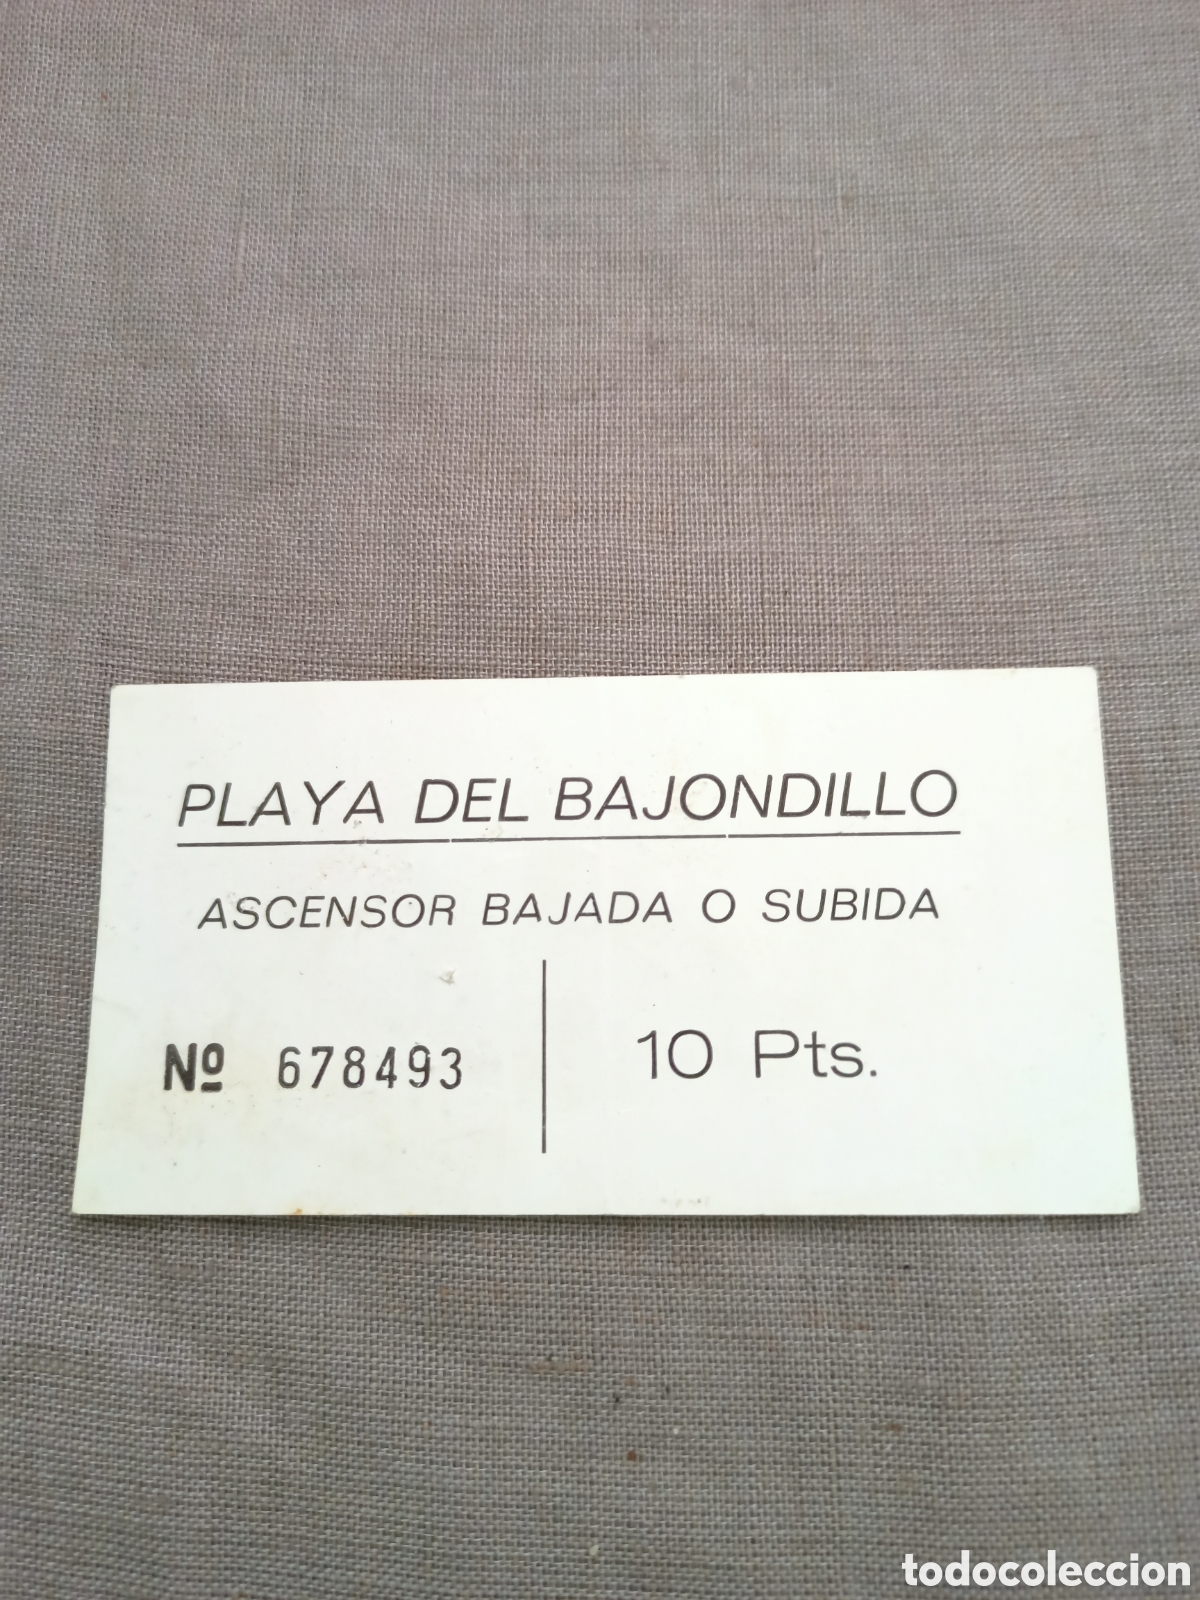 PLAYA DEL BAJONDILLO
ASCENSOR BAJADA O SUBIDA
Nº 678493
10 Pts.
todocoleccion